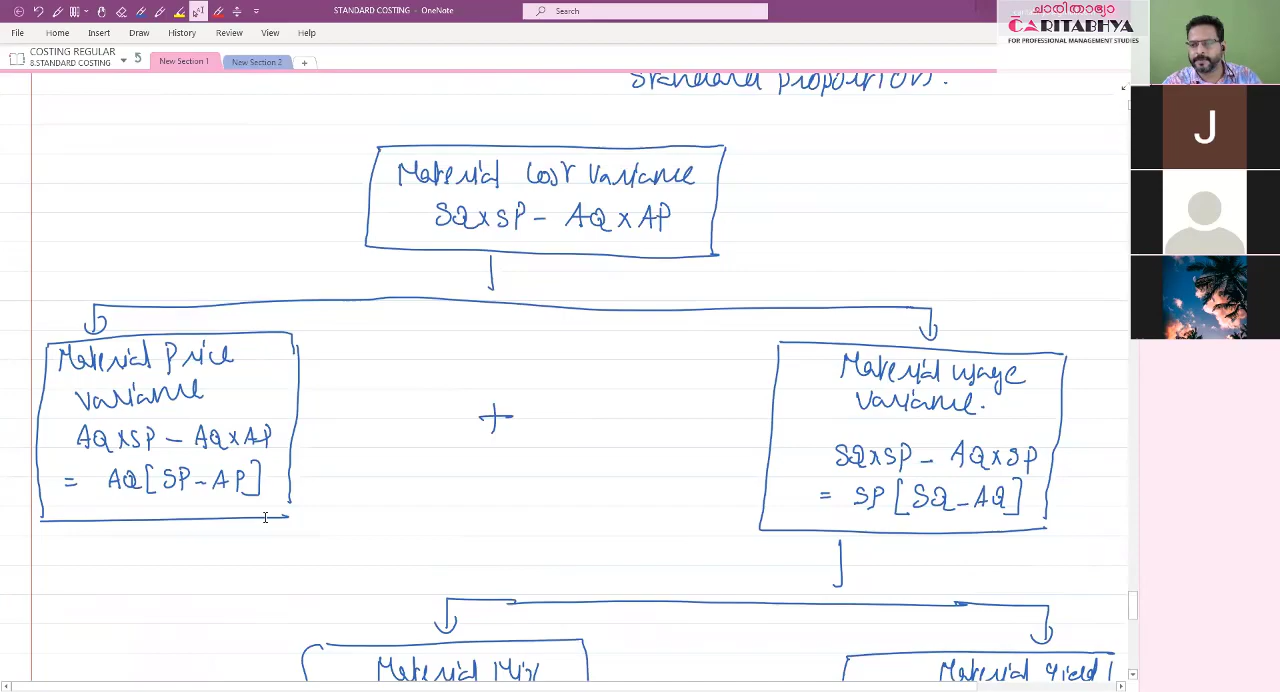 STANDARD COSTING - OneNote
Search
ചാരിതാഭ്യാ
CARITABHYA
FOR PROFESSIONAL MANAGEMENT STUDIES
File Home Insert Draw History Review View Help
COSTING REGULAR
8.STANDARD COSTING
5
New Section 1 New Section 2 +
J
Standard proportion.
Material Cost Variance
SQ x SP - AQ x AP
Material Price
Variance
AQ x SP - AQ x AP
= AQ [SP - AP]
+
Material usage
Variance.
SQ x SP - AQ x SP
= SP [SQ - AQ]
Material Mix
Material Yield